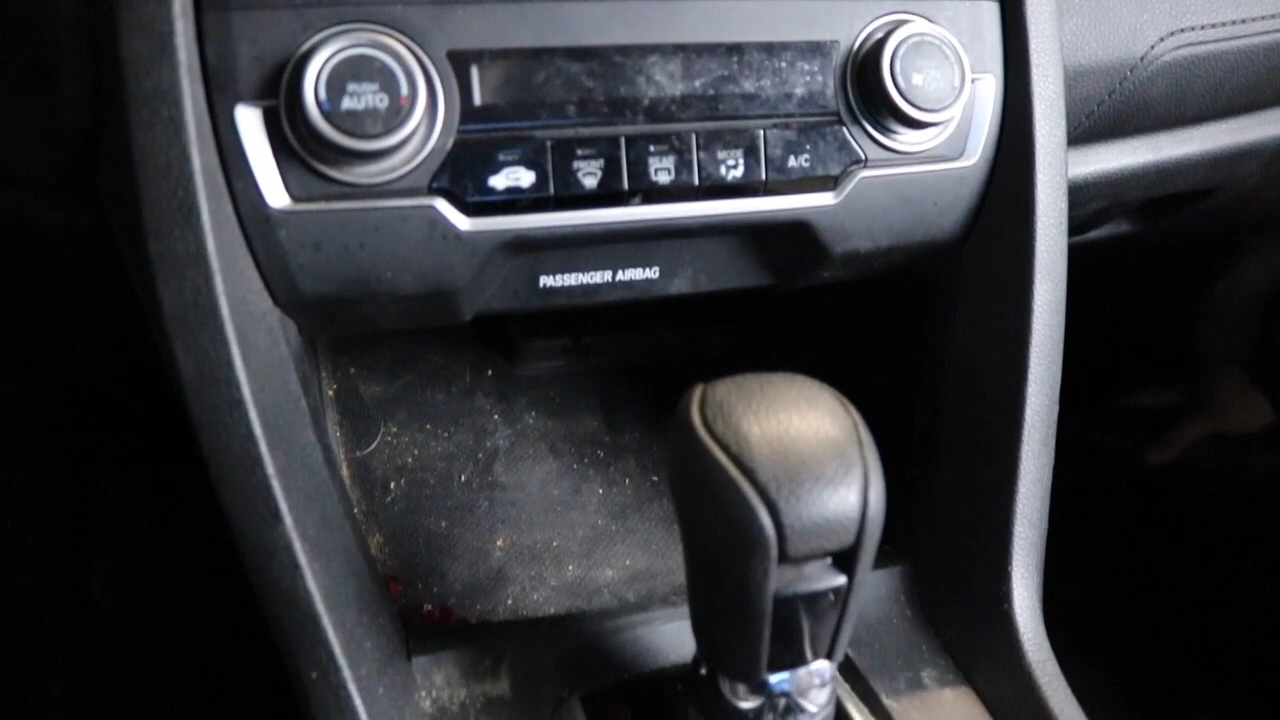 PUSH
AUTO
FRONT
REAR
MODE
A/C
PASSENGER AIRBAG